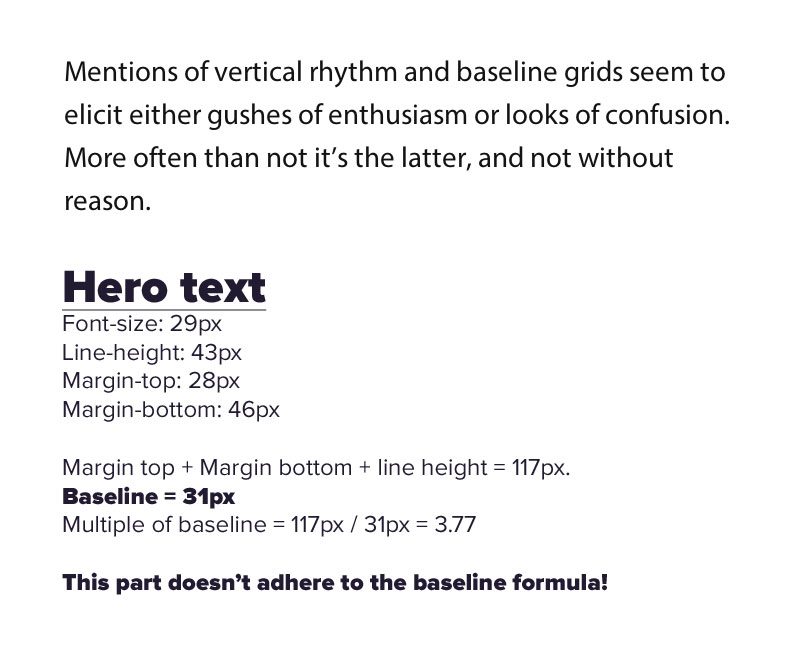 Mentions of vertical rhythm and baseline grids seem to
elicit either gushes of enthusiasm or looks of confusion.
More often than not it’s the latter, and not without
reason.
Hero text
Font-size: 29px
Line-height: 43px
Margin-top: 28px
Margin-bottom: 46px
Margin top + Margin bottom + line height = 117px.
Baseline = 31px
Multiple of baseline = 117px / 31px = 3.77
This part doesn’t adhere to the baseline formula!